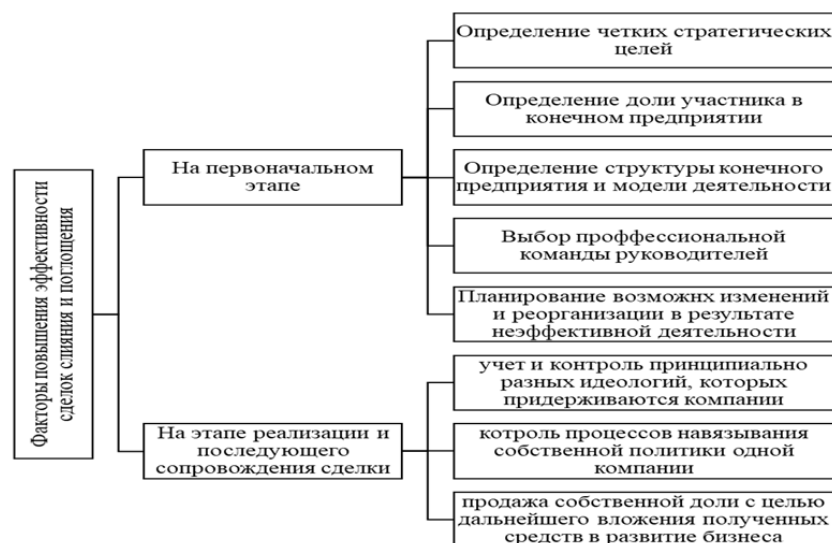 Факторы повышения эффективности
сделок слияния и поглощения
На первоначальном
этапе
Определение четких стратегических
целей
Определение доли участника в
конечном предприятии
Определение структуры конечного
предприятия и модели деятельности
Выбор проффессиональной
команды руководителей
Планирование возможнх изменений
и реорганизации в результате
неэффективной деятельности
На этапе реализации и
последующего
сопровождения сделки
учет и контроль принципиально
разных идеологий, которых
придерживаются компании
котроль процессов навязывания
собственной политики одной
компании
продажа собственной доли с целью
дальнейшего вложения полученных
средств в развитие бизнеса